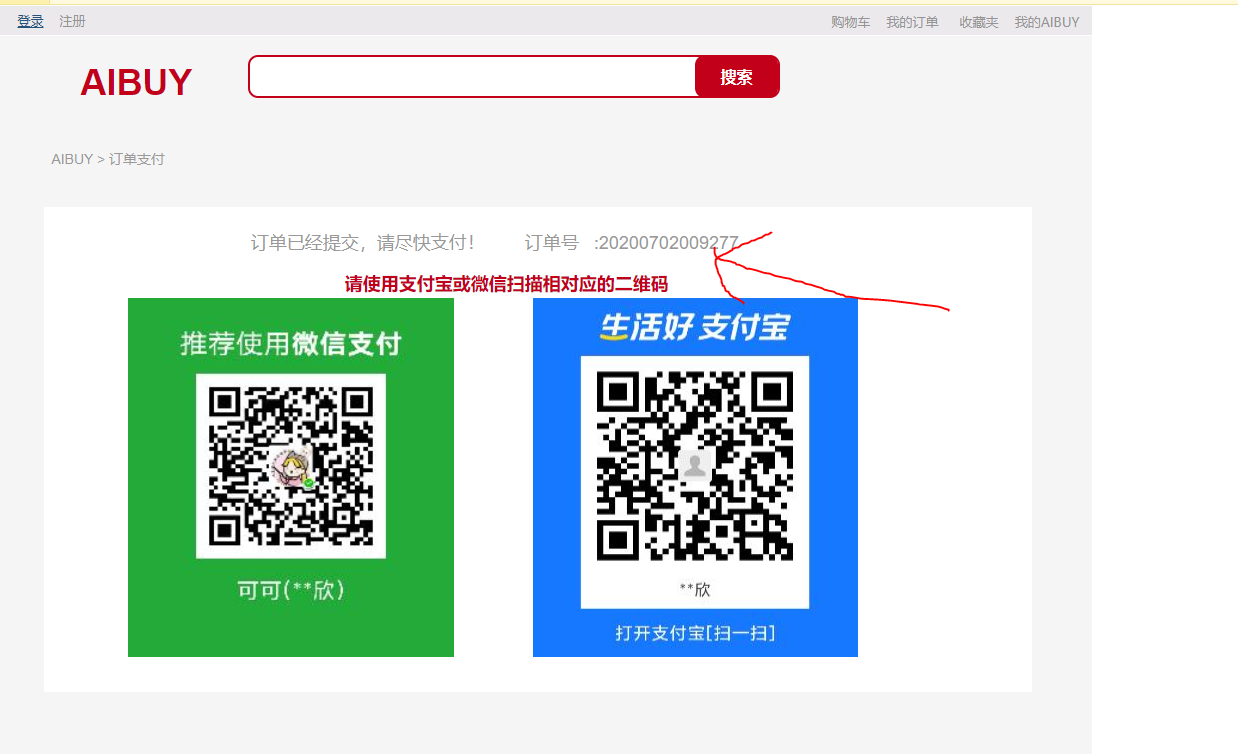 登录 注册 购物车 我的订单 收藏夹 我的AIBUY
AIBUY 搜索
AIBUY > 订单支付
订单已经提交，请尽快支付！ 订单号 :20200702009277
请使用支付宝或微信扫描相对应的二维码
推荐使用微信支付
可可(**欣)
生活好 支付宝
**欣
打开支付宝[扫一扫]